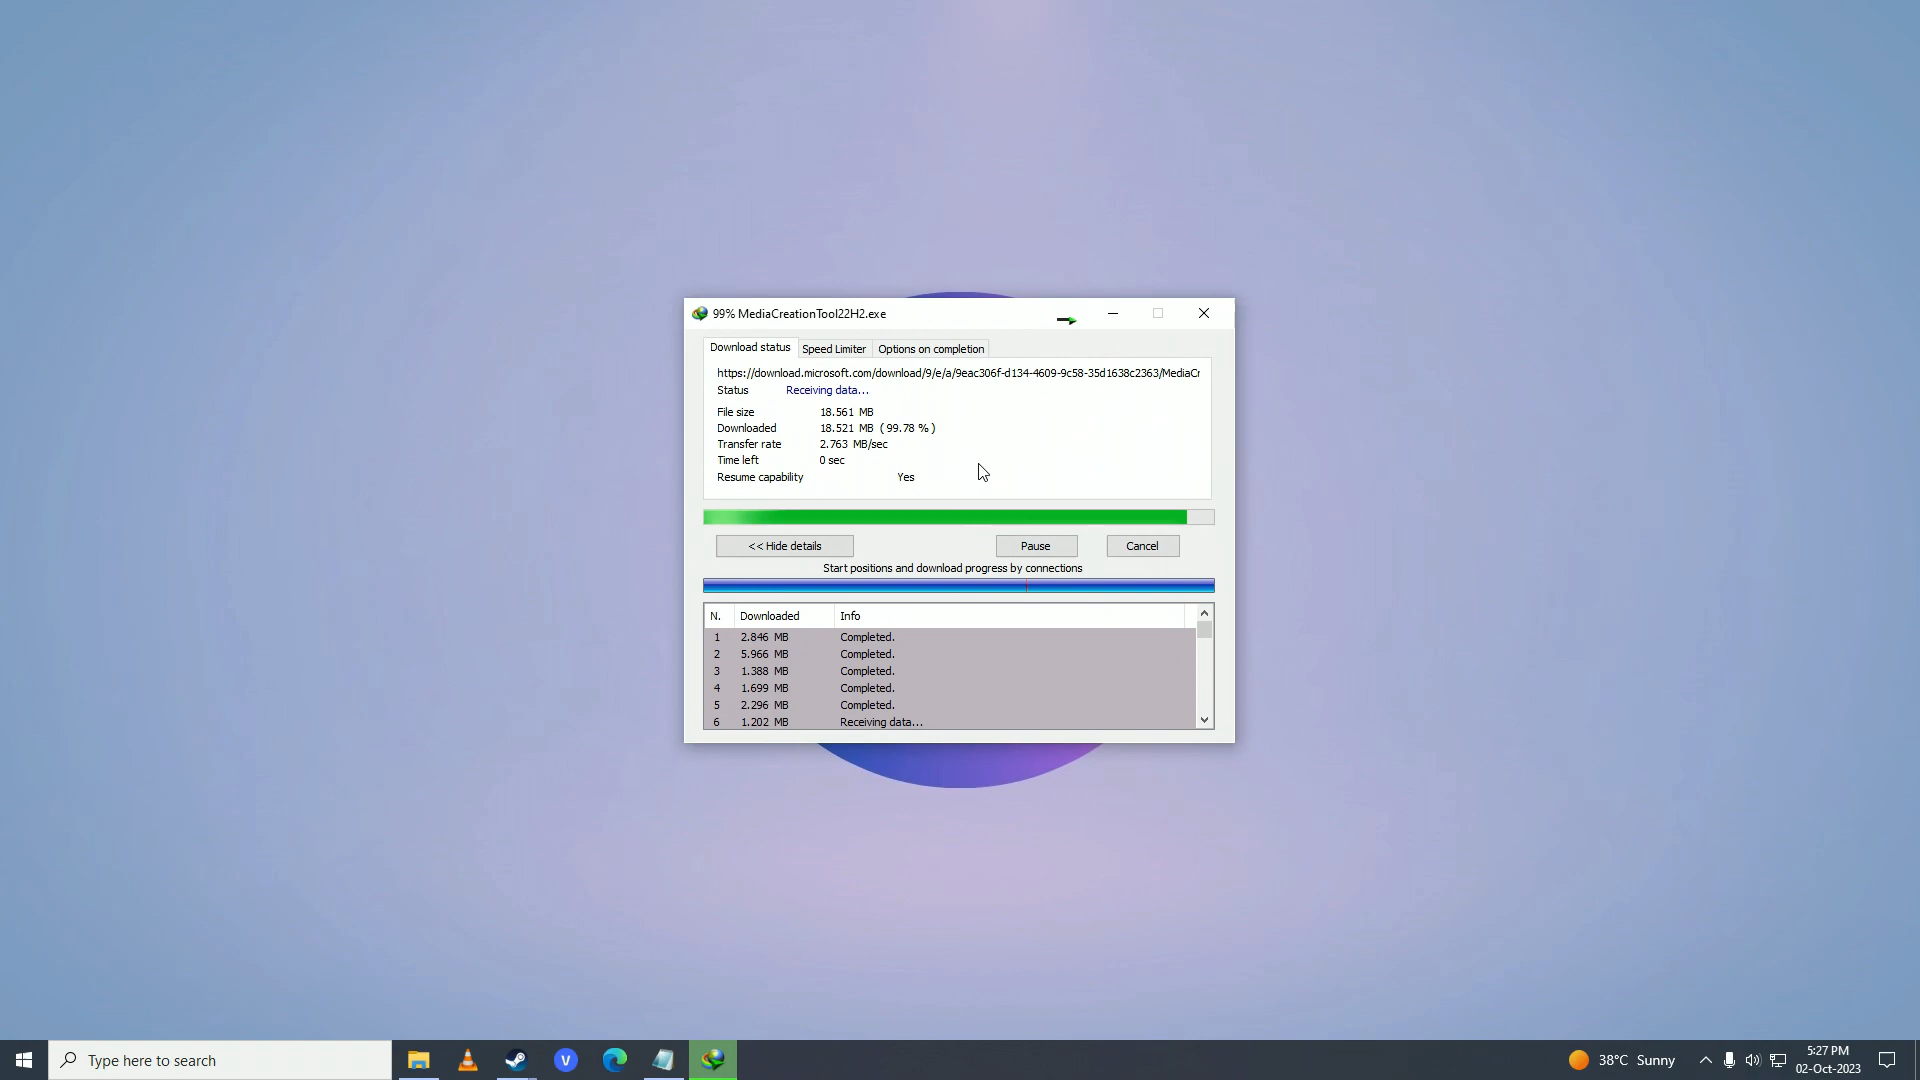 99% MediaCreationTool22H2.exe
Download status Speed Limiter Options on completion
https://download.microsoft.com/download/9/e/a/9eac306f-d134-4609-9c58-35d1638c2363/MediaCr
Status Receiving data...
File size 18.561 MB
Downloaded 18.521 MB ( 99.78 % )
Transfer rate 2.763 MB/sec
Time left 0 sec
Resume capability Yes
<< Hide details Pause Cancel
Start positions and download progress by connections
N. Downloaded Info
1 2.846 MB Completed.
2 5.966 MB Completed.
3 1.388 MB Completed.
4 1.699 MB Completed.
5 2.296 MB Completed.
6 1.202 MB Receiving data...
Type here to search
V
38°C Sunny
5:27 PM
02-Oct-2023